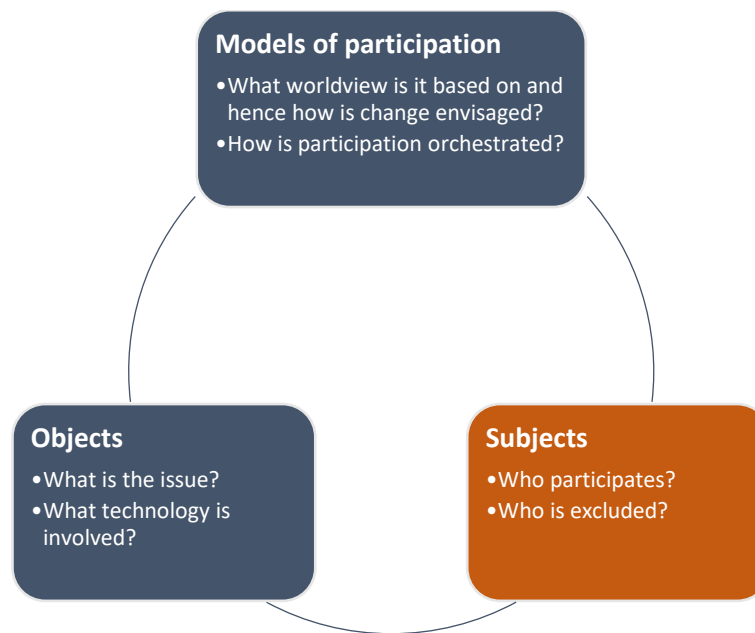 Models of participation
•What worldview is it based on and
hence how is change envisaged?
•How is participation orchestrated?
Objects
•What is the issue?
•What technology is
involved?
Subjects
•Who participates?
•Who is excluded?